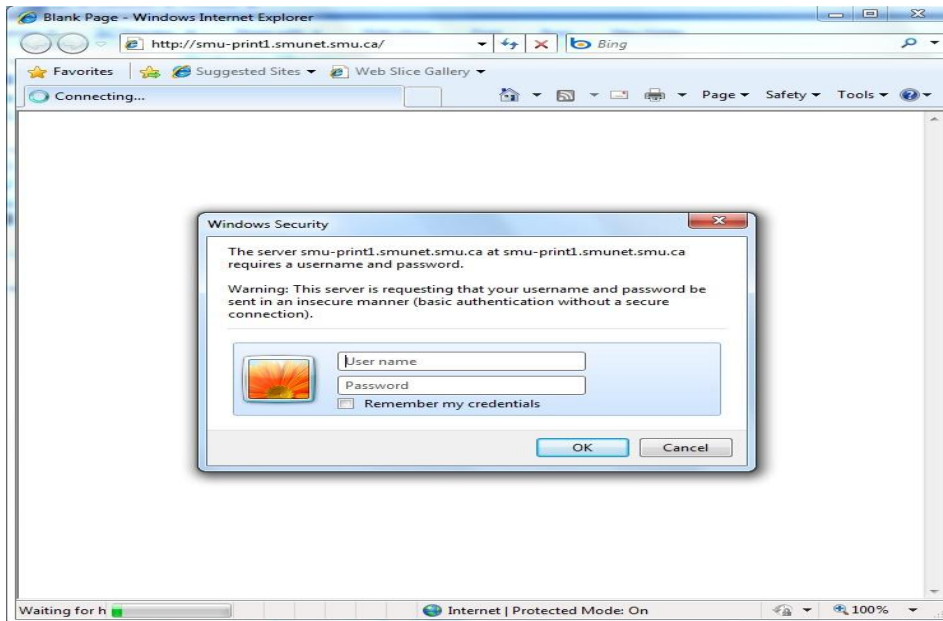 Blank Page - Windows Internet Explorer
http://smu-print1.smunet.smu.ca/
Bing
Favorites Suggested Sites Web Slice Gallery
Connecting... Page Safety Tools
Windows Security
The server smu-print1.smunet.smu.ca at smu-print1.smunet.smu.ca
requires a username and password.
Warning: This server is requesting that your username and password be
sent in an insecure manner (basic authentication without a secure
connection).
User name
Password
Remember my credentials
OK Cancel
Waiting for h Internet | Protected Mode: On 100%